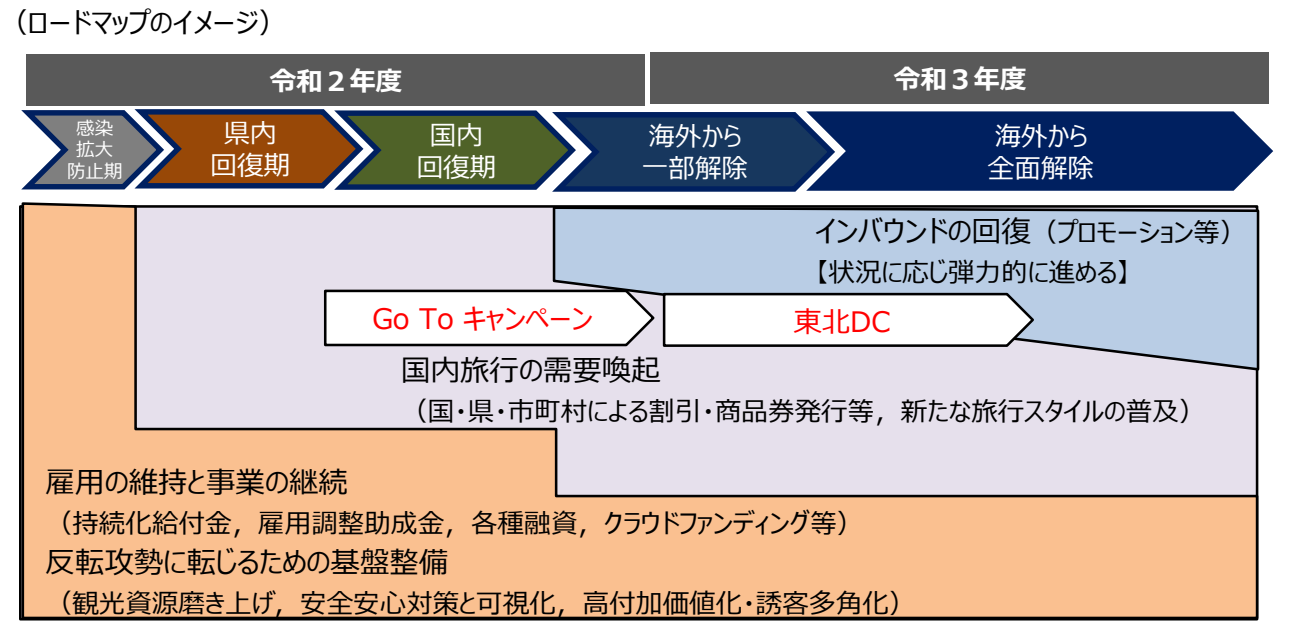 （ロードマップのイメージ）
令和２年度
令和３年度
感染
拡大
防止期
県内
回復期
国内
回復期
海外から
一部解除
海外から
全面解除
インバウンドの回復（プロモーション等）
【状況に応じ弾力的に進める】
Go To キャンペーン
東北DC
国内旅行の需要喚起
（国・県・市町村による割引・商品券発行等，新たな旅行スタイルの普及）
雇用の維持と事業の継続
（持続化給付金，雇用調整助成金，各種融資，クラウドファンディング等）
反転攻勢に転じるための基盤整備
（観光資源磨き上げ，安全安心対策と可視化，高付加価値化・誘客多角化）